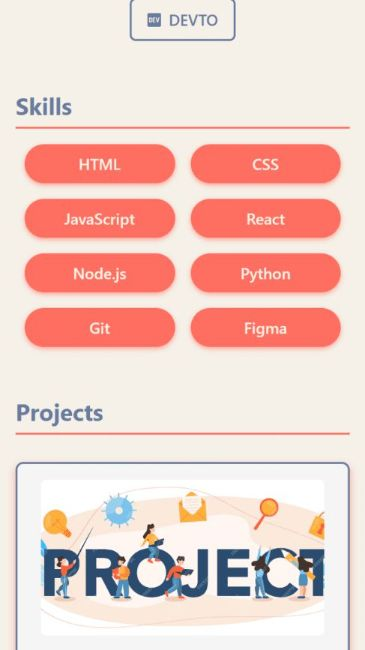 DEV DEVTO
Skills
HTML CSS
JavaScript React
Node.js Python
Git Figma
Projects
PROJECT